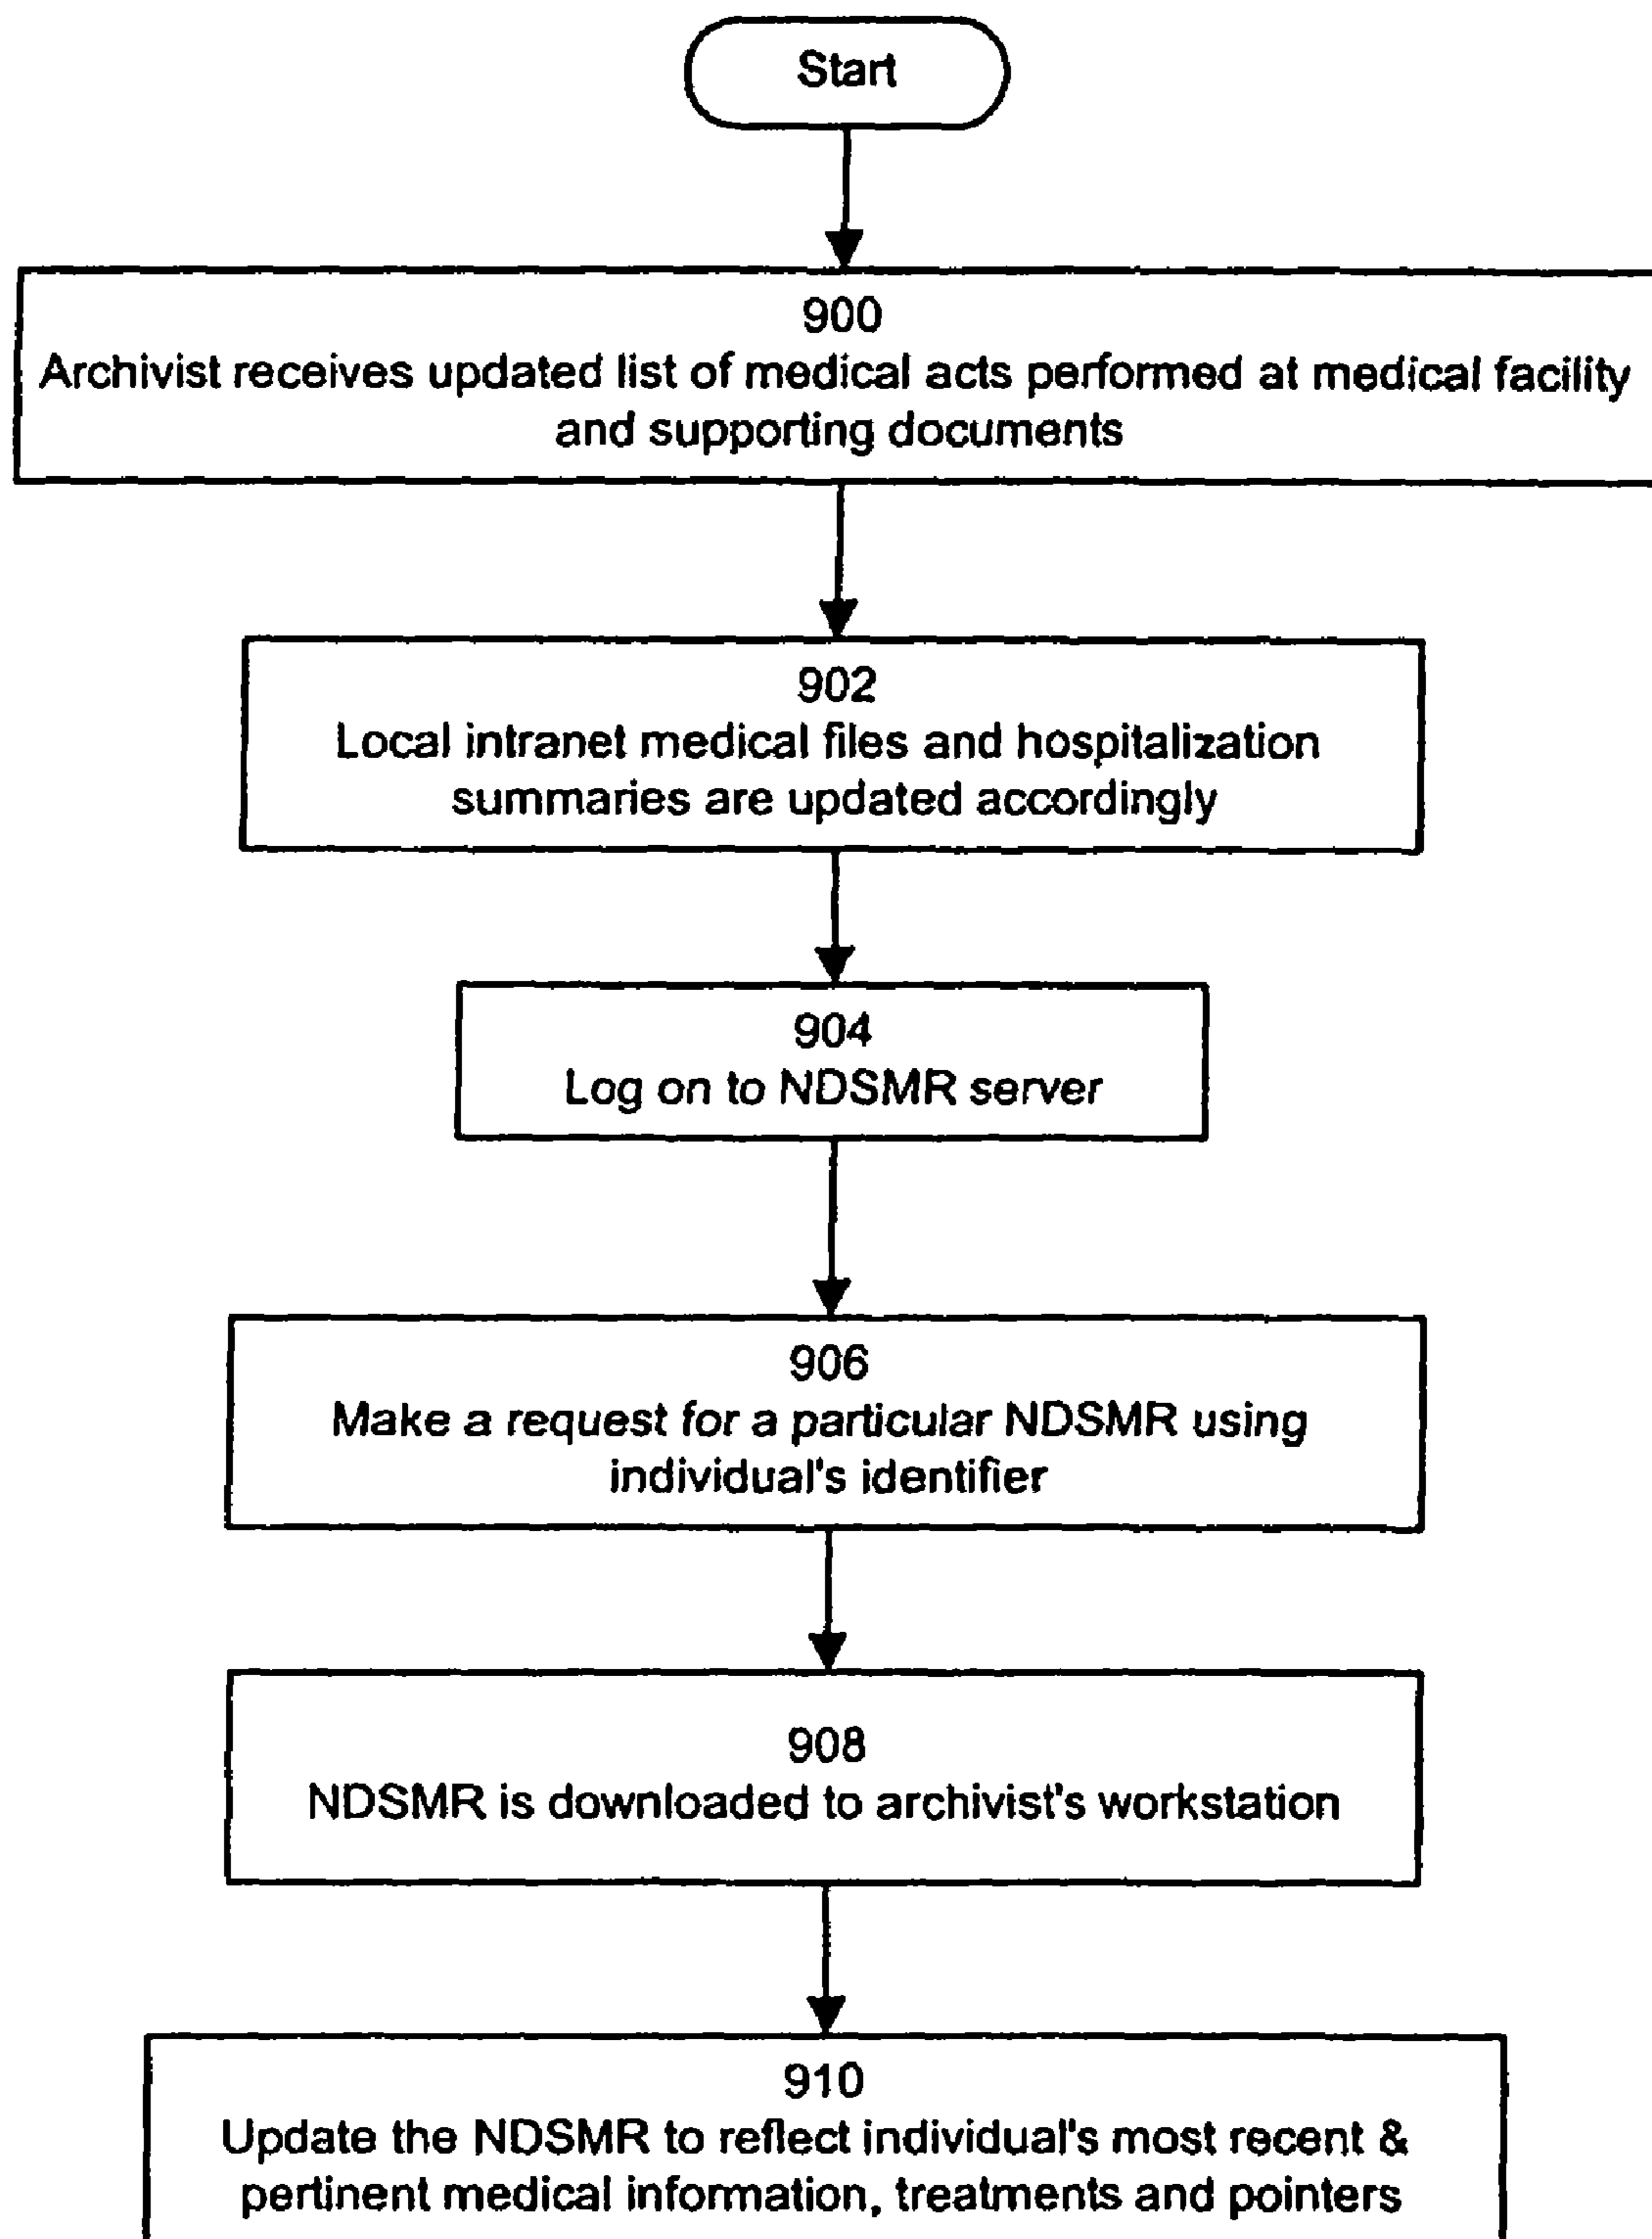 Start
900
Archivist receives updated list of medical acts performed at medical facility
and supporting documents
902
Local intranet medical files and hospitalization
summaries are updated accordingly
904
Log on to NDSMR server
906
Make a request for a particular NDSMR using
individual's identifier
908
NDSMR is downloaded to archivist's workstation
910
Update the NDSMR to reflect individual's most recent &
pertinent medical information, treatments and pointers